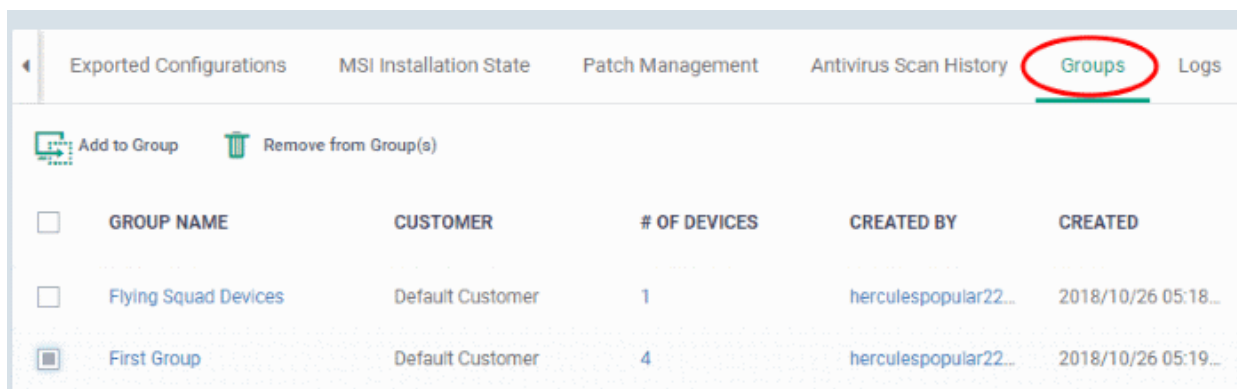 Exported Configurations MSI Installation State Patch Management Antivirus Scan History Groups Logs
Add to Group Remove from Group(s)
GROUP NAME CUSTOMER # OF DEVICES CREATED BY CREATED
Flying Squad Devices Default Customer 1 herculespopular22... 2018/10/26 05:18...
First Group Default Customer 4 herculespopular22... 2018/10/26 05:19...